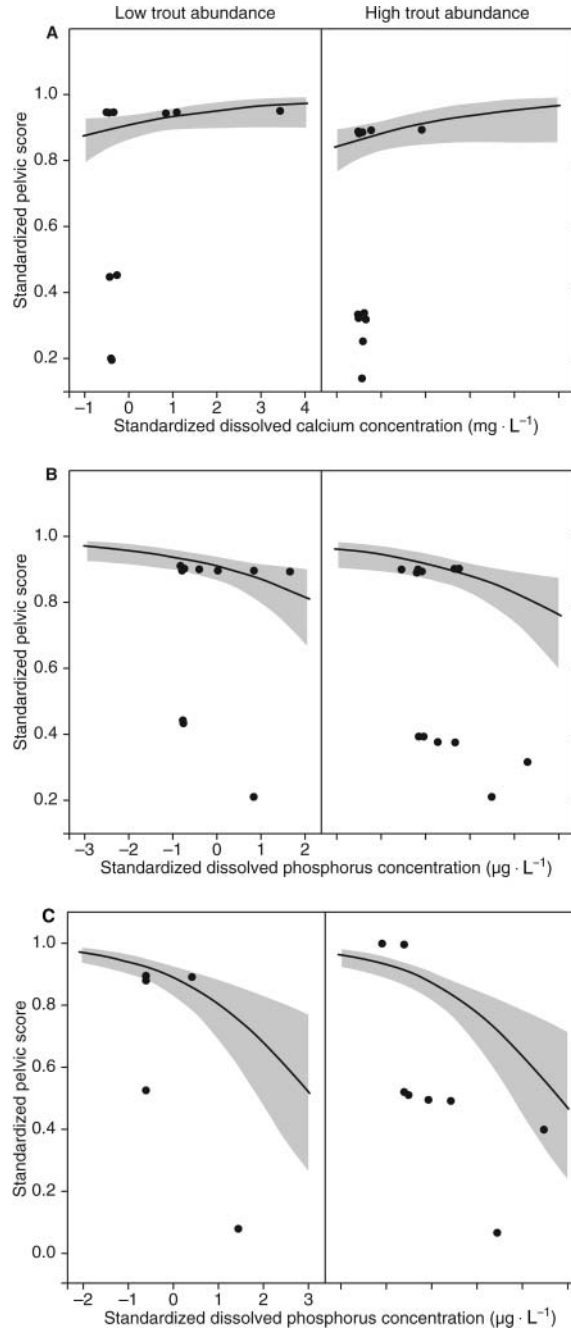 Low trout abundance High trout abundance
A
Standardized pelvic score
1.0
0.8
0.6
0.4
0.2
−1 0 1 2 3 4
Standardized dissolved calcium concentration (mg · L⁻¹)
B
Standardized pelvic score
1.0
0.8
0.6
0.4
0.2
−3 −2 −1 0 1 2
Standardized dissolved phosphorus concentration (µg · L⁻¹)
C
Standardized pelvic score
1.0
0.8
0.6
0.4
0.2
0.0
−2 −1 0 1 2 3
Standardized dissolved phosphorus concentration (µg · L⁻¹)